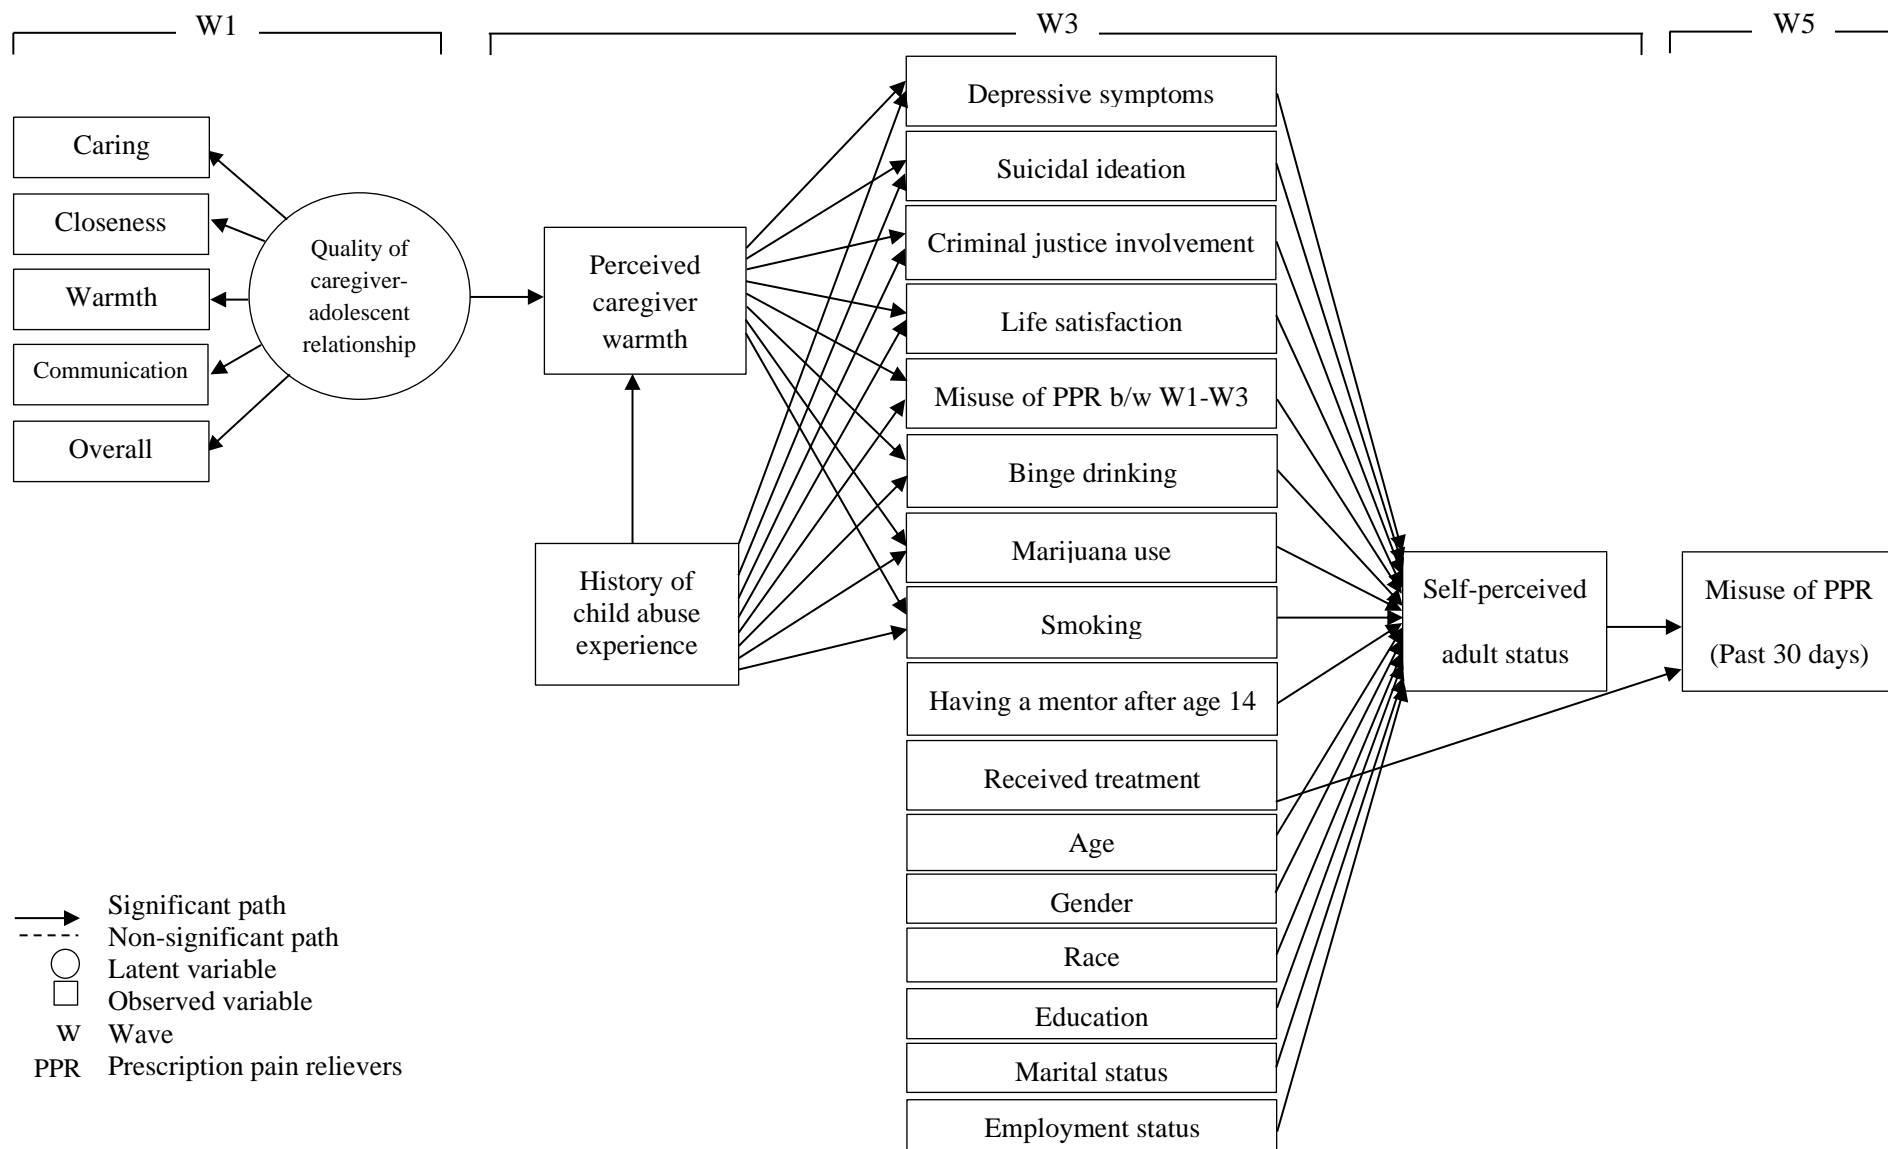 W1
W3
W5
Caring
Closeness
Warmth
Communication
Overall
Quality of
caregiver-
adolescent
relationship
Perceived
caregiver
warmth
History of
child abuse
experience
Depressive symptoms
Suicidal ideation
Criminal justice involvement
Life satisfaction
Misuse of PPR b/w W1-W3
Binge drinking
Marijuana use
Smoking
Having a mentor after age 14
Received treatment
Age
Gender
Race
Education
Marital status
Employment status
Self-perceived
adult status
Misuse of PPR
(Past 30 days)
Significant path
Non-significant path
Latent variable
Observed variable
W Wave
PPR Prescription pain relievers